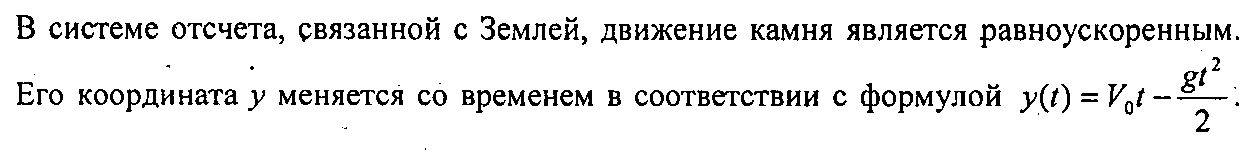 В системе отсчета, связанной с Землей, движение камня является равноускоренным.
Его координата y меняется со временем в соответствии с формулой y(t) = V₀t − gt²/2.